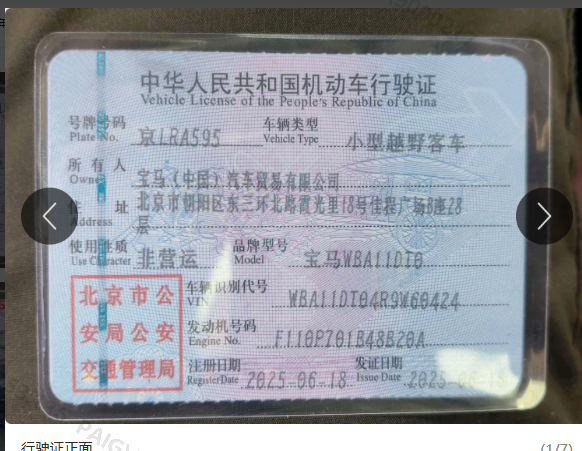 中华人民共和国机动车行驶证
Vehicle License of the People's Republic of China
号牌号码 京LRA595 车辆类型 小型越野客车
Plate No. Vehicle Type
所有人 宝马(中国)汽车贸易有限公司
Owner
住址 北京市朝阳区东三环北路霞光里18号佳程广场B座28
Address 层
使用性质 非营运 品牌型号 宝马WBA11DT0
Use Character Model
北京市公 车辆识别代号 WBA11DT04R9W60424
VIN
安局公安 发动机号码 F110P701B48B20A
Engine No.
交通管理局 注册日期 2025-06-18 发证日期 2025-06-18
Register Date Issue Date
行驶证正面 (1/7)